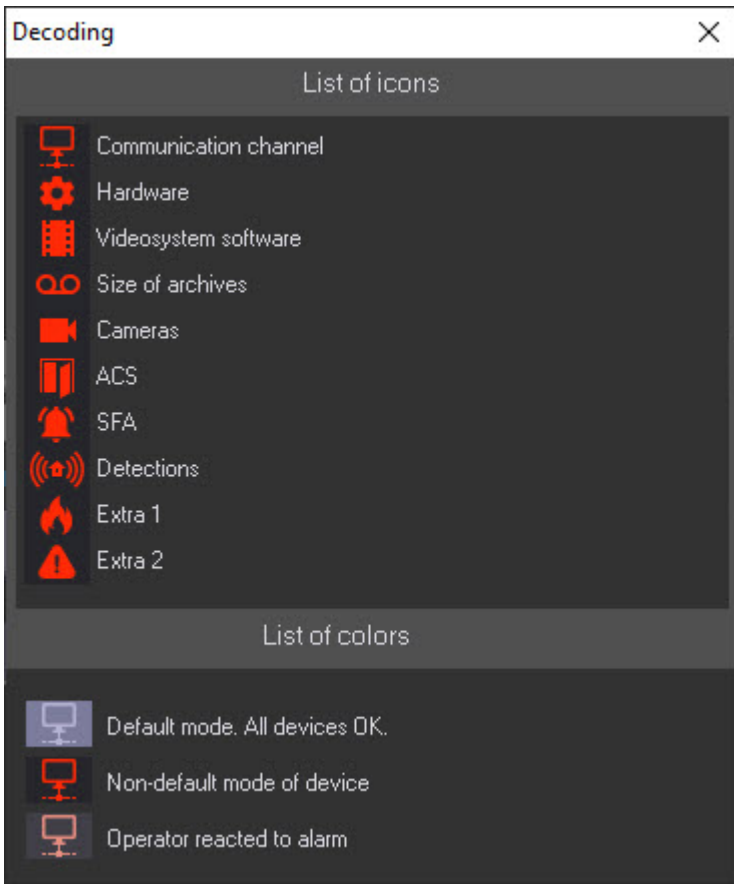 Decoding
List of icons
Communication channel
Hardware
Videosystem software
Size of archives
Cameras
ACS
SFA
Detections
Extra 1
Extra 2
List of colors
Default mode. All devices OK.
Non-default mode of device
Operator reacted to alarm